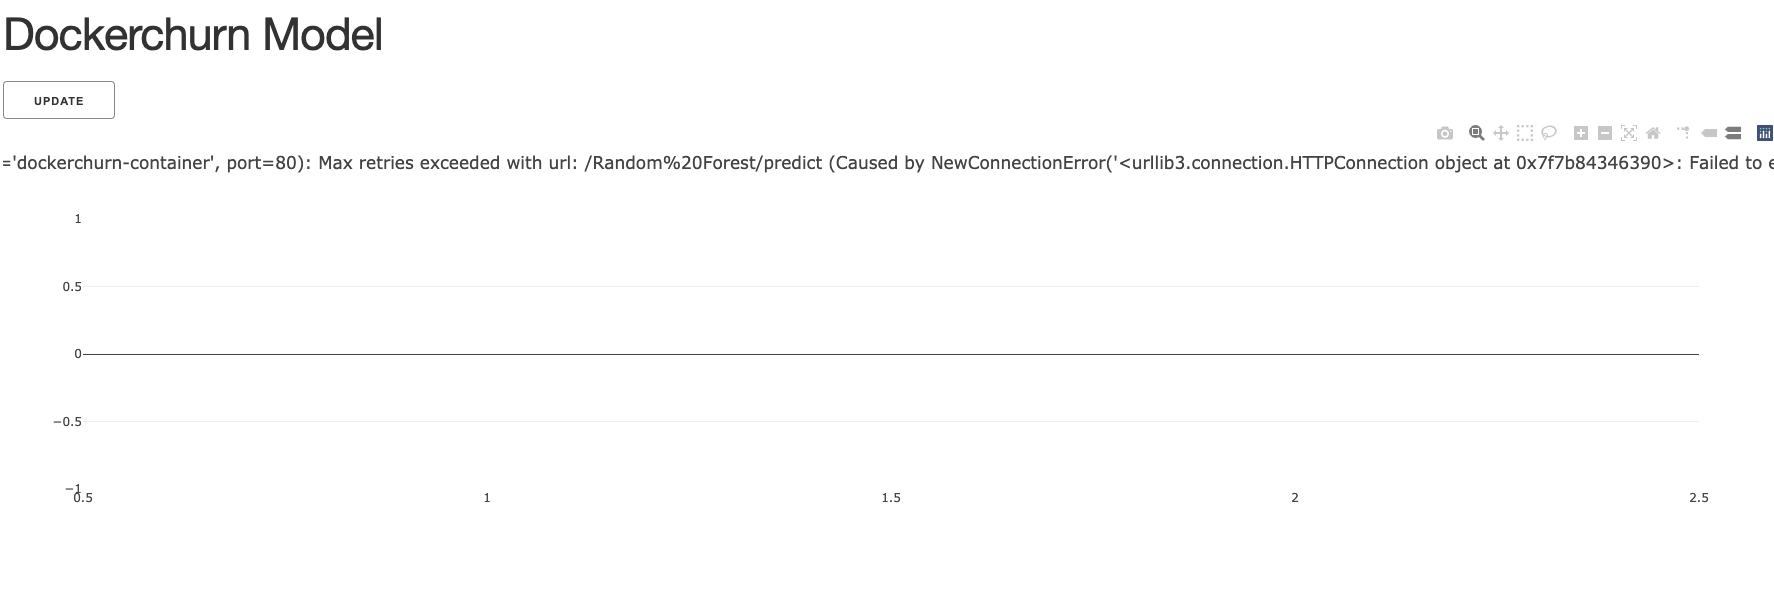 Dockerchurn Model
UPDATE
='dockerchurn-container', port=80): Max retries exceeded with url: /Random%20Forest/predict (Caused by NewConnectionError('<urllib3.connection.HTTPConnection object at 0x7f7b84346390>: Failed to e
1
0.5
0
−0.5
−1
0.5 1 1.5 2 2.5